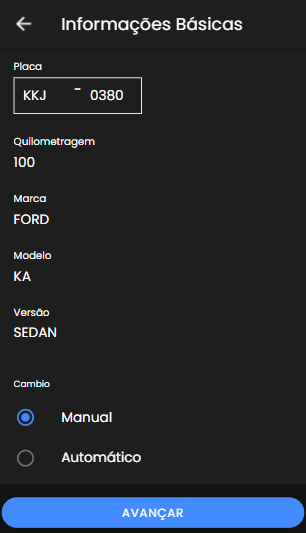 Informações Básicas
Placa
KKJ - 0380
Quilometragem
100
Marca
FORD
Modelo
KA
Versão
SEDAN
Cambio
Manual
Automático
AVANÇAR